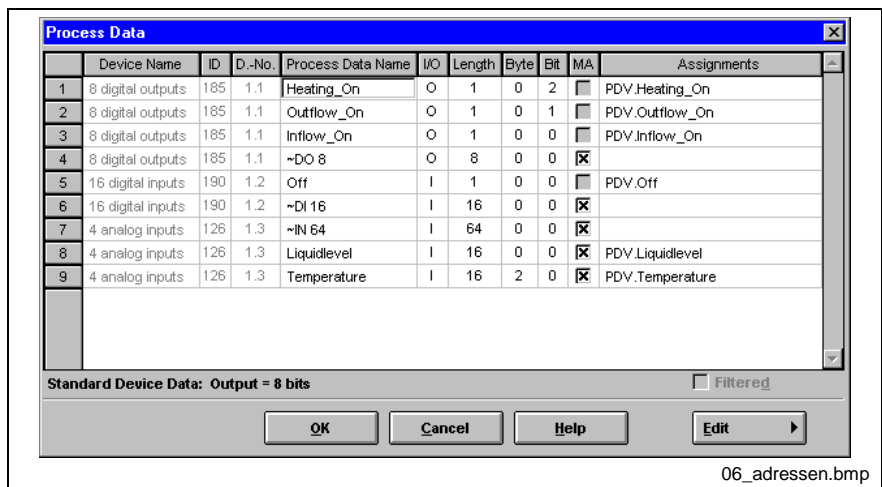 Process Data
Device Name ID D.-No. Process Data Name I/O Length Byte Bit MA Assignments
1 8 digital outputs 185 1.1 Heating_On O 1 0 2 PDV.Heating_On
2 8 digital outputs 185 1.1 Outflow_On O 1 0 1 PDV.Outflow_On
3 8 digital outputs 185 1.1 Inflow_On O 1 0 0 PDV.Inflow_On
4 8 digital outputs 185 1.1 ~DO 8 O 8 0 0
5 16 digital inputs 190 1.2 Off I 1 0 0 PDV.Off
6 16 digital inputs 190 1.2 ~DI 16 I 16 0 0
7 4 analog inputs 126 1.3 ~IN 64 I 64 0 0
8 4 analog inputs 126 1.3 Liquidlevel I 16 0 0 PDV.Liquidlevel
9 4 analog inputs 126 1.3 Temperature I 16 2 0 PDV.Temperature
Standard Device Data: Output = 8 bits Filtered
OK Cancel Help Edit
06_adressen.bmp